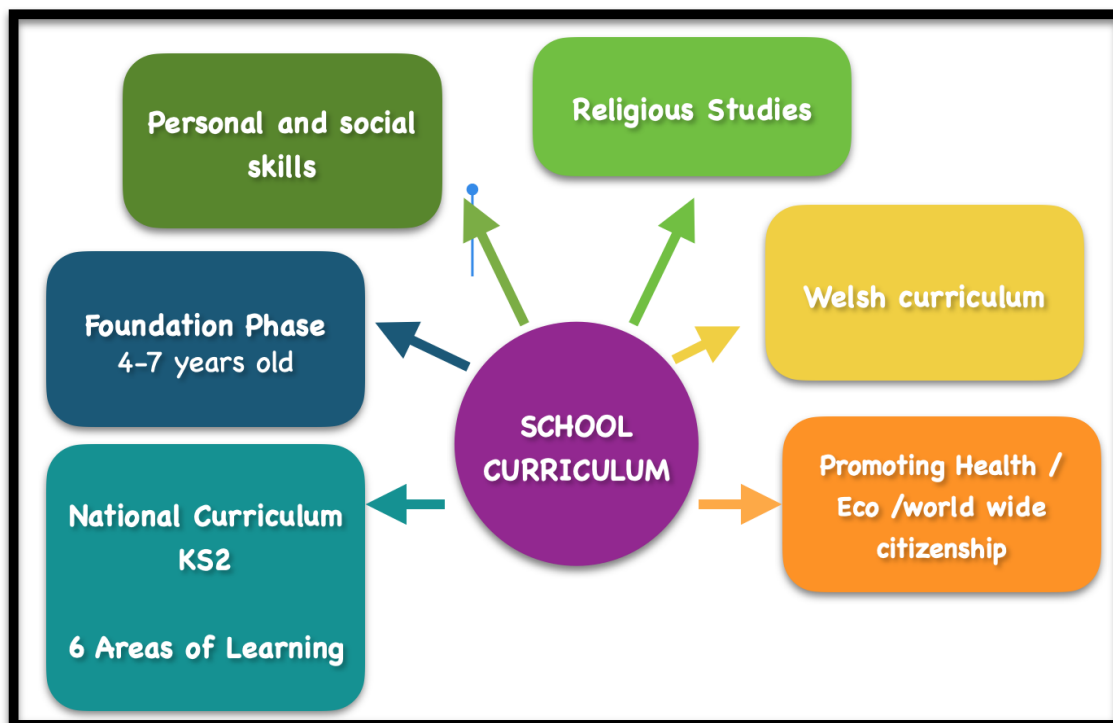 Personal and social
skills
Religious Studies
Foundation Phase
4-7 years old
Welsh curriculum
SCHOOL
CURRICULUM
National Curriculum
KS2
6 Areas of Learning
Promoting Health /
Eco /world wide
citizenship